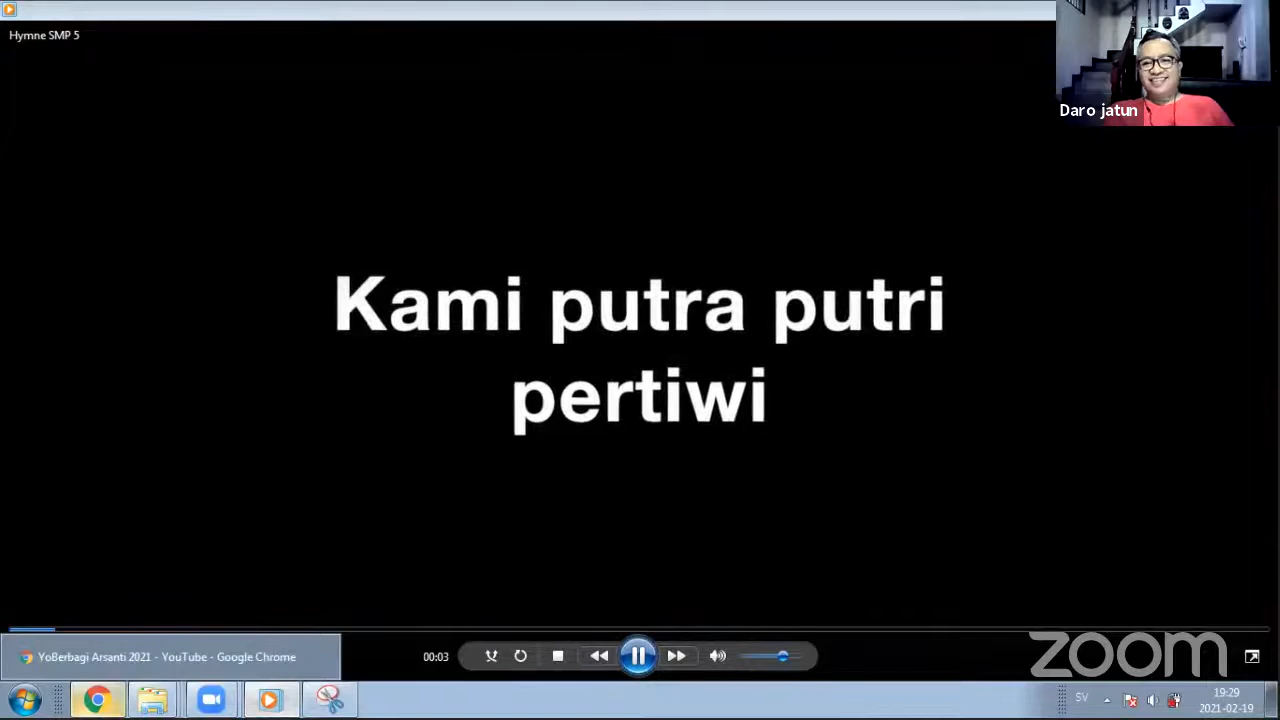 Hymne SMP 5
Daro jatun
Kami putra putri
pertiwi
YoBerbagi Arsanti 2021 - YouTube - Google Chrome
00:03
zoom
SV
19:29
2021-02-19